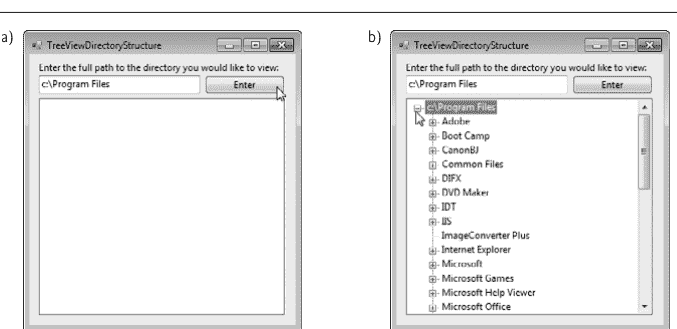 a)
TreeViewDirectoryStructure
Enter the full path to the directory you would like to view:
c:\Program Files
Enter
b)
TreeViewDirectoryStructure
Enter the full path to the directory you would like to view:
c:\Program Files
Enter
c:\Program Files
Adobe
Boot Camp
CanonBJ
Common Files
DIFX
DVD Maker
IDT
IIS
ImageConverter Plus
Internet Explorer
Microsoft
Microsoft Games
Microsoft Help Viewer
Microsoft Office